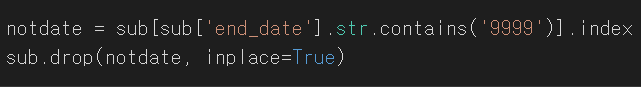 notdate = sub[sub['end_date'].str.contains('9999')].index
sub.drop(notdate, inplace=True)